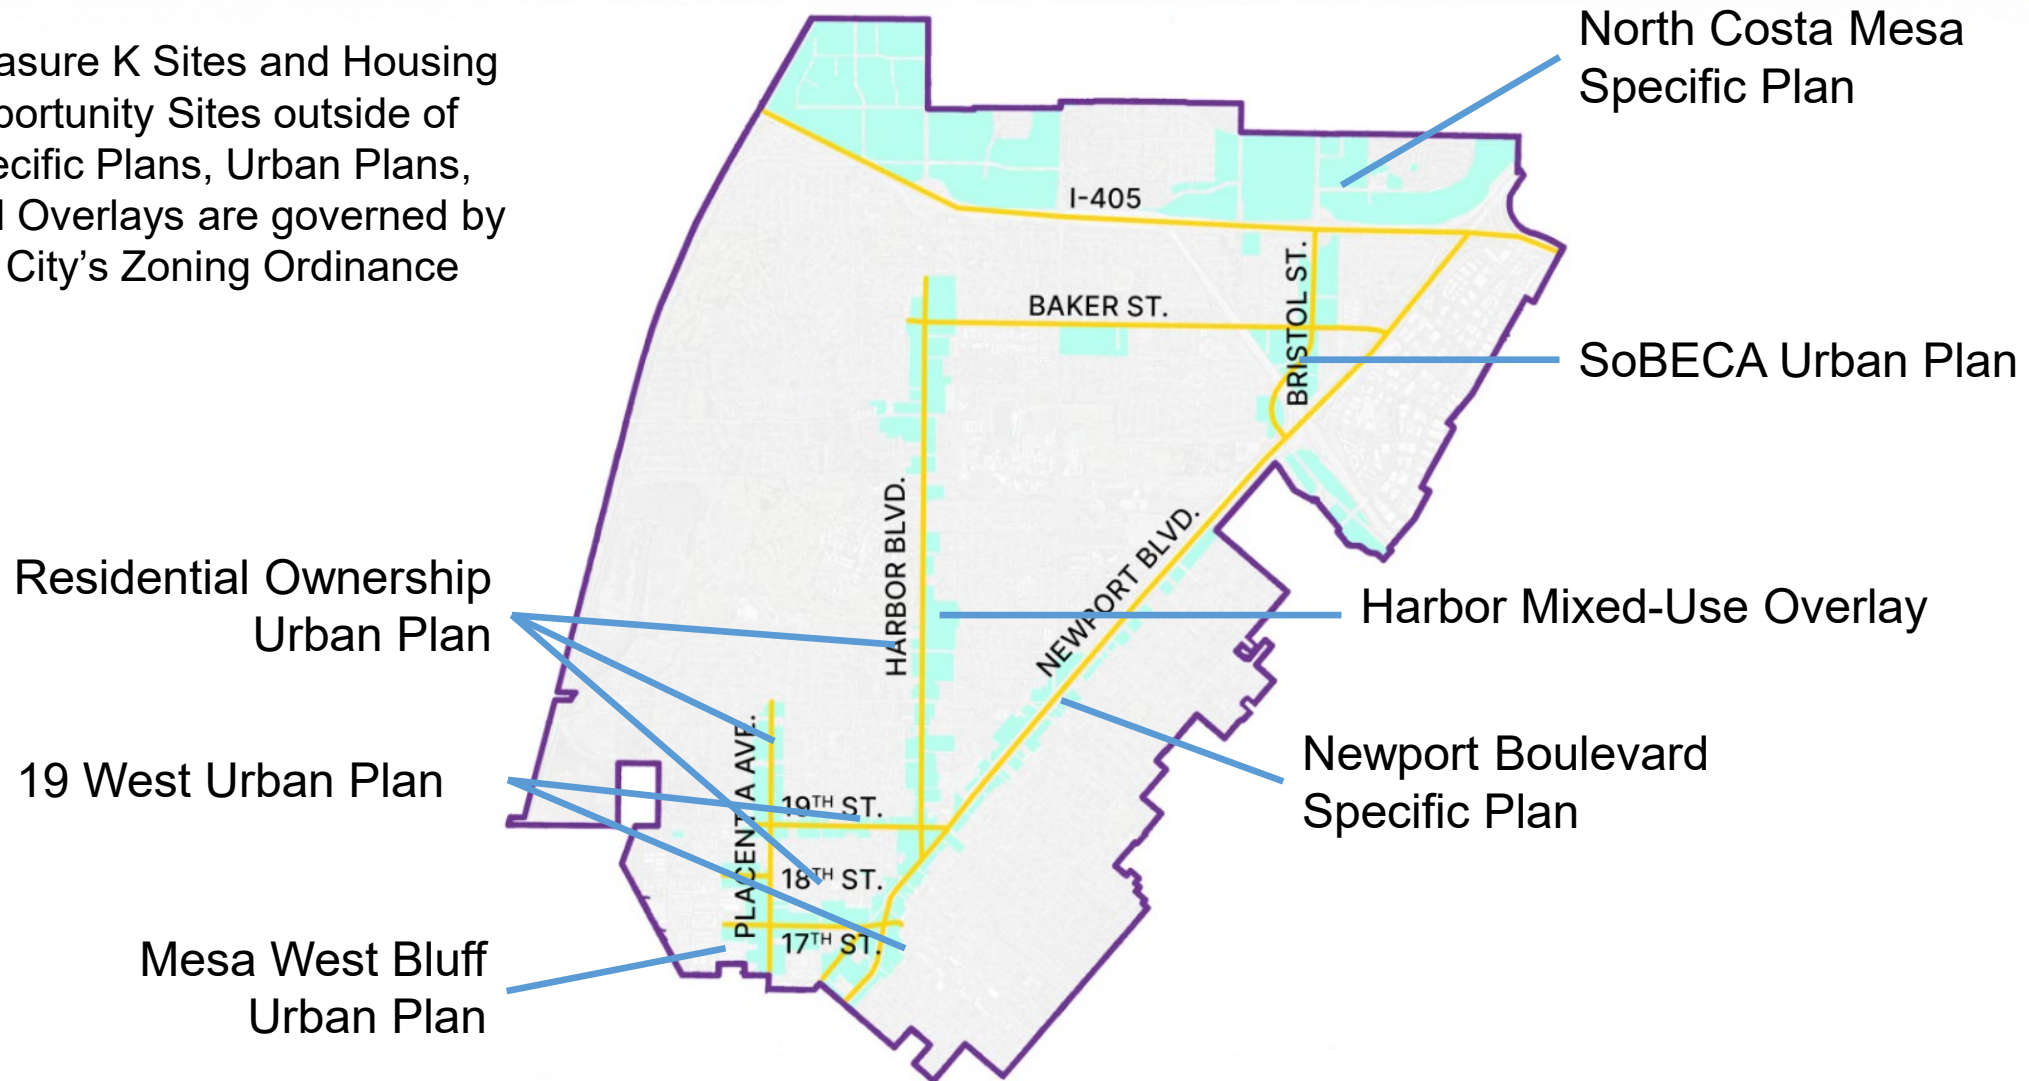 North Costa Mesa
Specific Plan
asure K Sites and Housing
portunity Sites outside of
ecific Plans, Urban Plans,
Overlays are governed by
City's Zoning Ordinance
I-405
BAKER ST.
BRISTOL ST.
SoBECA Urban Plan
HARBOR BLVD.
NEWPORT BLVD.
Residential Ownership
Urban Plan
Harbor Mixed-Use Overlay
Newport Boulevard
Specific Plan
19 West Urban Plan
PLACENTIA AVE.
19TH ST.
18TH ST.
17TH ST.
Mesa West Bluff
Urban Plan